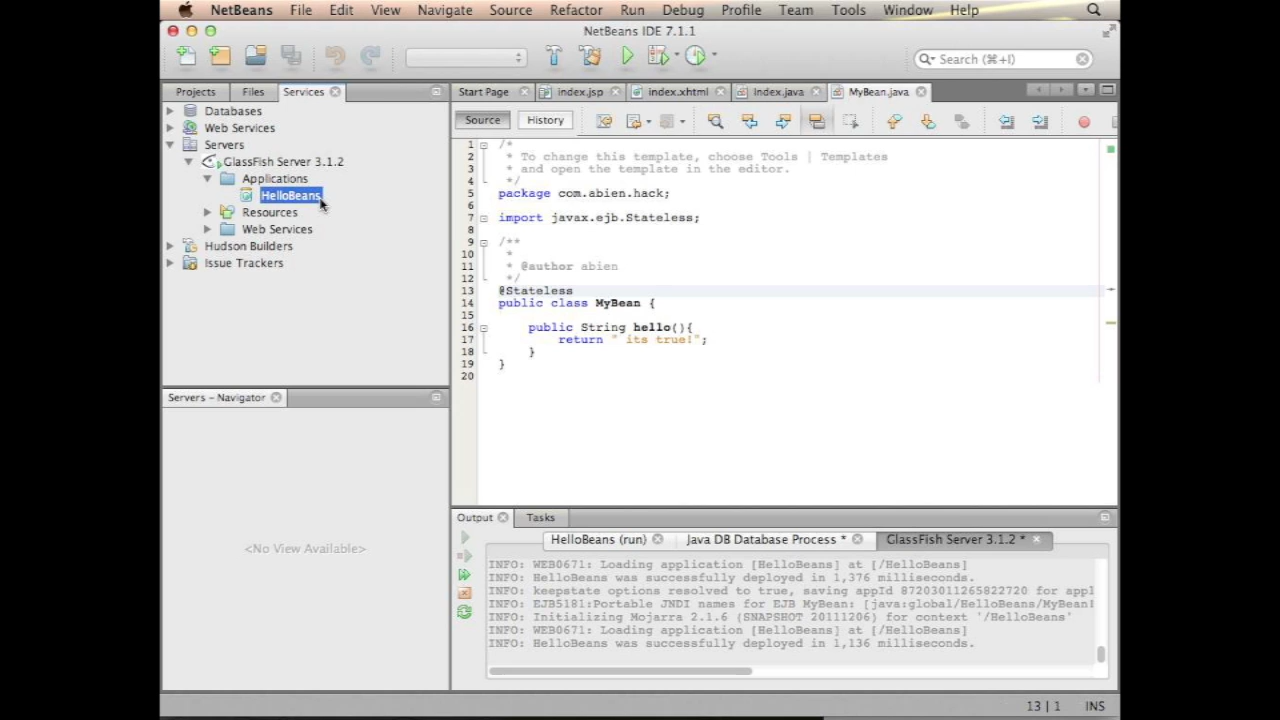 NetBeans File Edit View Navigate Source Refactor Run Debug Profile Team Tools Window Help
NetBeans IDE 7.1.1
Search (⌘+I)
Projects Files Services
Start Page index.jsp index.xhtml Index.java MyBean.java
Databases
Web Services
Servers
GlassFish Server 3.1.2
Applications
HelloBeans
Resources
Web Services
Hudson Builders
Issue Trackers
Source History
1 /*
2 * To change this template, choose Tools | Templates
3 * and open the template in the editor.
4 */
5 package com.abien.hack;
6
7 import javax.ejb.Stateless;
8
9 /**
10 *
11 * @author abien
12 */
13 @Stateless
14 public class MyBean {
15
16 public String hello(){
17 return " its true!";
18 }
19 }
20
Servers - Navigator
<No View Available>
Output Tasks
HelloBeans (run) Java DB Database Process * GlassFish Server 3.1.2 *
INFO: WEB0671: Loading application [HelloBeans] at [/HelloBeans]
INFO: HelloBeans was successfully deployed in 1,376 milliseconds.
INFO: keepstate options resolved to true, saving appId 87203011265822720 for appl
INFO: EJB5181:Portable JNDI names for EJB MyBean: [java:global/HelloBeans/MyBean!
INFO: Initializing Mojarra 2.1.6 (SNAPSHOT 20111206) for context '/HelloBeans'
INFO: WEB0671: Loading application [HelloBeans] at [/HelloBeans]
INFO: HelloBeans was successfully deployed in 1,136 milliseconds.
13 | 1 INS